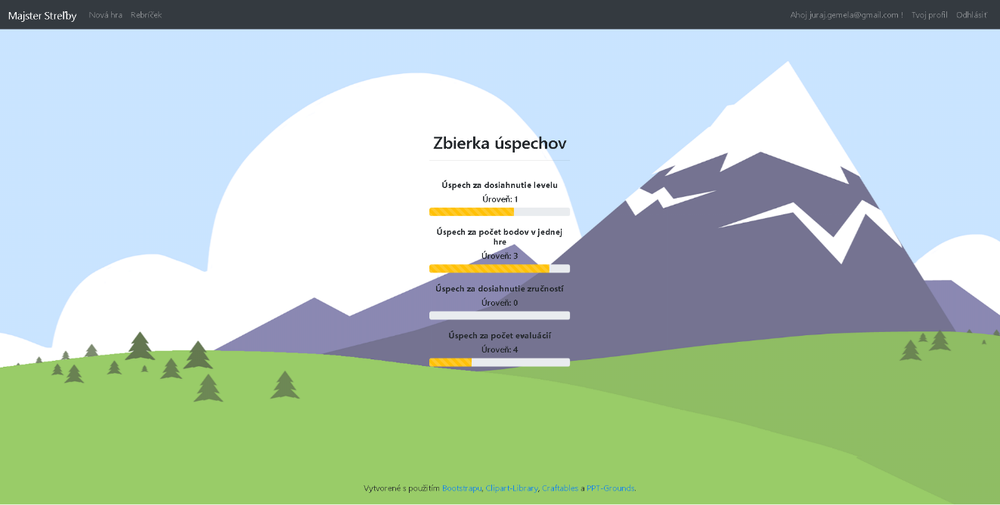 Majster Streľby Nová hra Rebríček Ahoj juraj.gemela@gmail.com ! Tvoj profil Odhlásiť
Zbierka úspechov
Úspech za dosiahnutie levelu
Úroveň: 1
Úspech za počet bodov v jednej
hre
Úroveň: 3
Úspech za dosiahnutie zručností
Úroveň: 0
Úspech za počet evaluácií
Úroveň: 4
Vytvorené s použitím Bootstrapu, Clipart-Library, Craftables a PPT-Grounds.